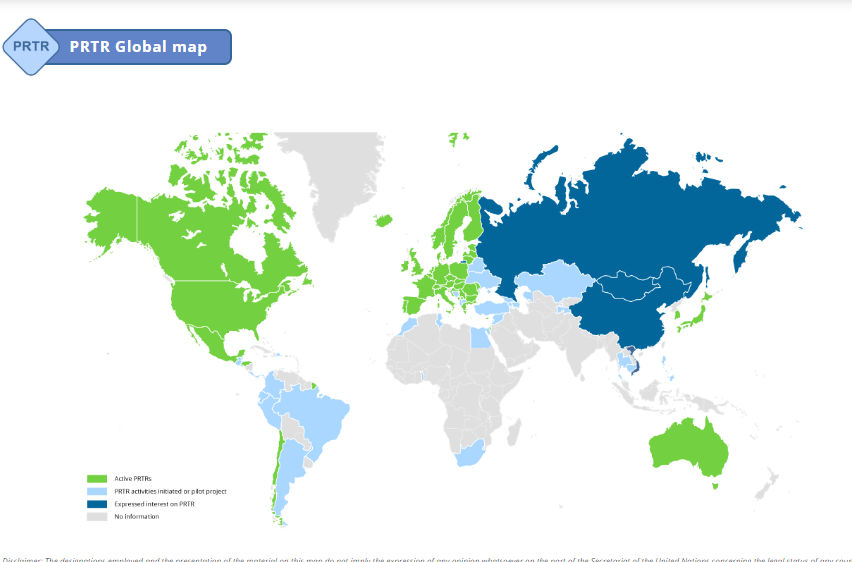 PRTR
PRTR Global map
Active PRTRs
PRTR activities initiated or pilot project
Expressed interest on PRTR
No information
Disclaimer: The designations employed and the presentation of the material on this map do not imply the expression of any opinion whatsoever on the part of the Secretariat of the United Nations concerning the legal status of any